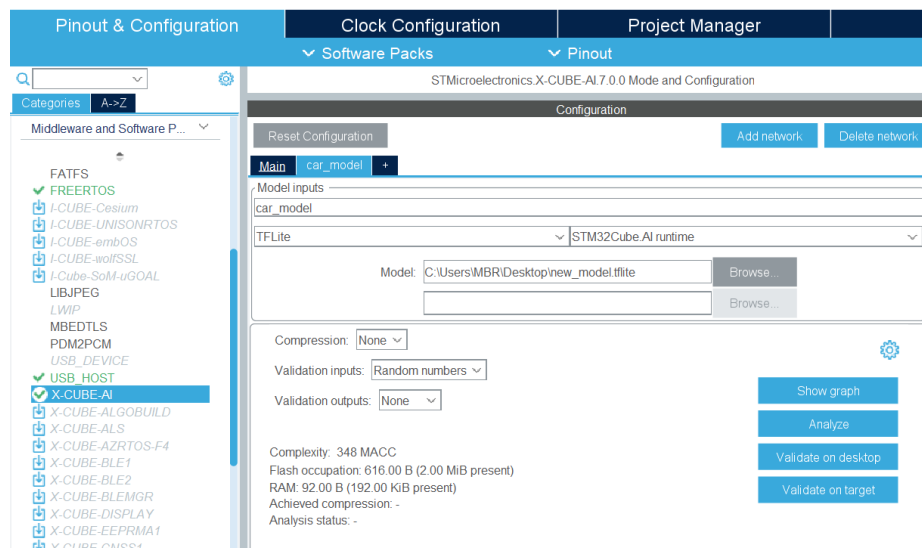 Pinout & Configuration
Clock Configuration
Project Manager
Software Packs
Pinout
STMicroelectronics.X-CUBE-AI.7.0.0 Mode and Configuration
Categories
A->Z
Middleware and Software P...
FATFS
FREERTOS
I-CUBE-Cesium
I-CUBE-UNISONRTOS
I-CUBE-embOS
I-CUBE-wolfSSL
I-Cube-SoM-uGOAL
LIBJPEG
LWIP
MBEDTLS
PDM2PCM
USB_DEVICE
USB_HOST
X-CUBE-AI
X-CUBE-ALGOBUILD
X-CUBE-ALS
X-CUBE-AZRTOS-F4
X-CUBE-BLE1
X-CUBE-BLE2
X-CUBE-BLEMGR
X-CUBE-DISPLAY
X-CUBE-EEPRMA1
X-CUBE-GNSS1
Configuration
Reset Configuration
Add network
Delete network
Main
car_model
+
Model inputs
car_model
TFLite
STM32Cube.AI runtime
Model: C:\Users\MBR\Desktop\new_model.tflite
Browse...
Browse...
Compression: None
Validation inputs: Random numbers
Validation outputs: None
Show graph
Analyze
Validate on desktop
Validate on target
Complexity: 348 MACC
Flash occupation: 616.00 B (2.00 MiB present)
RAM: 92.00 B (192.00 KiB present)
Achieved compression: -
Analysis status: -